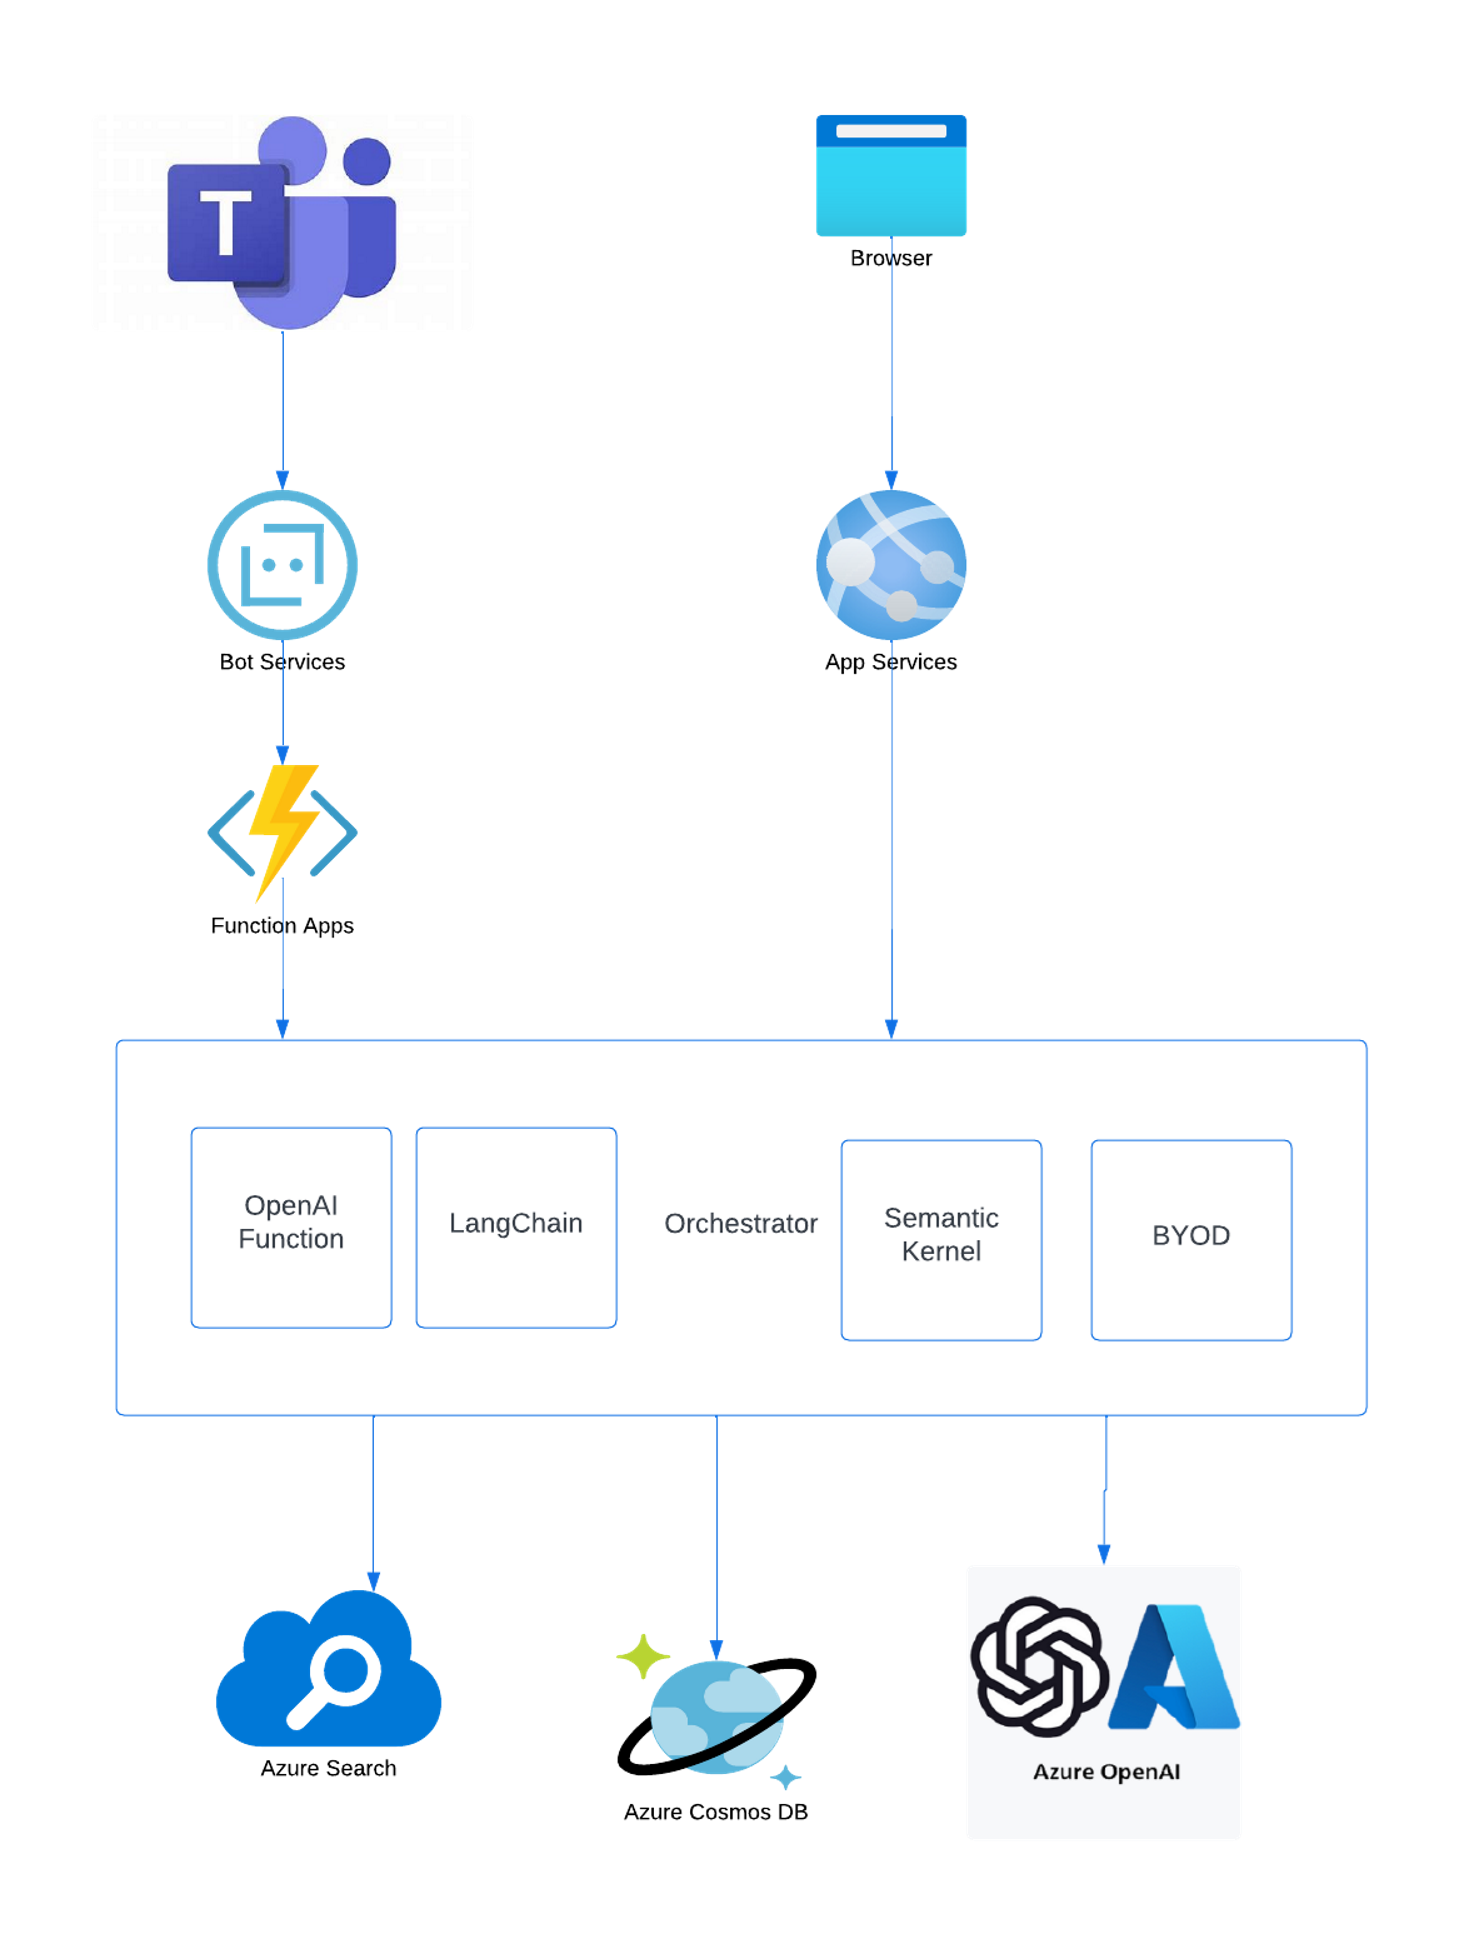 T
Browser
Bot Services
App Services
Function Apps
OpenAI
Function
LangChain
Orchestrator
Semantic
Kernel
BYOD
Azure Search
Azure Cosmos DB
Azure OpenAI